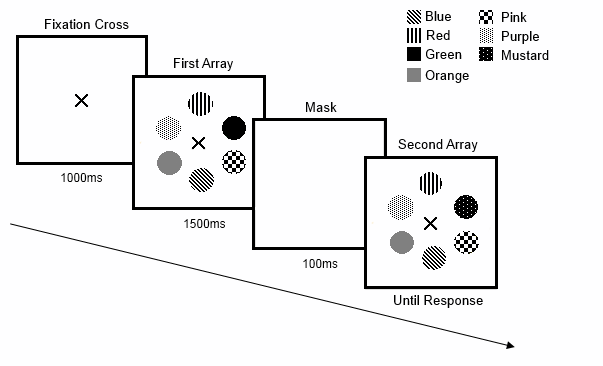 Fixation Cross
1000ms
First Array
1500ms
Mask
100ms
Second Array
Until Response
Blue
Red
Green
Orange
Pink
Purple
Mustard